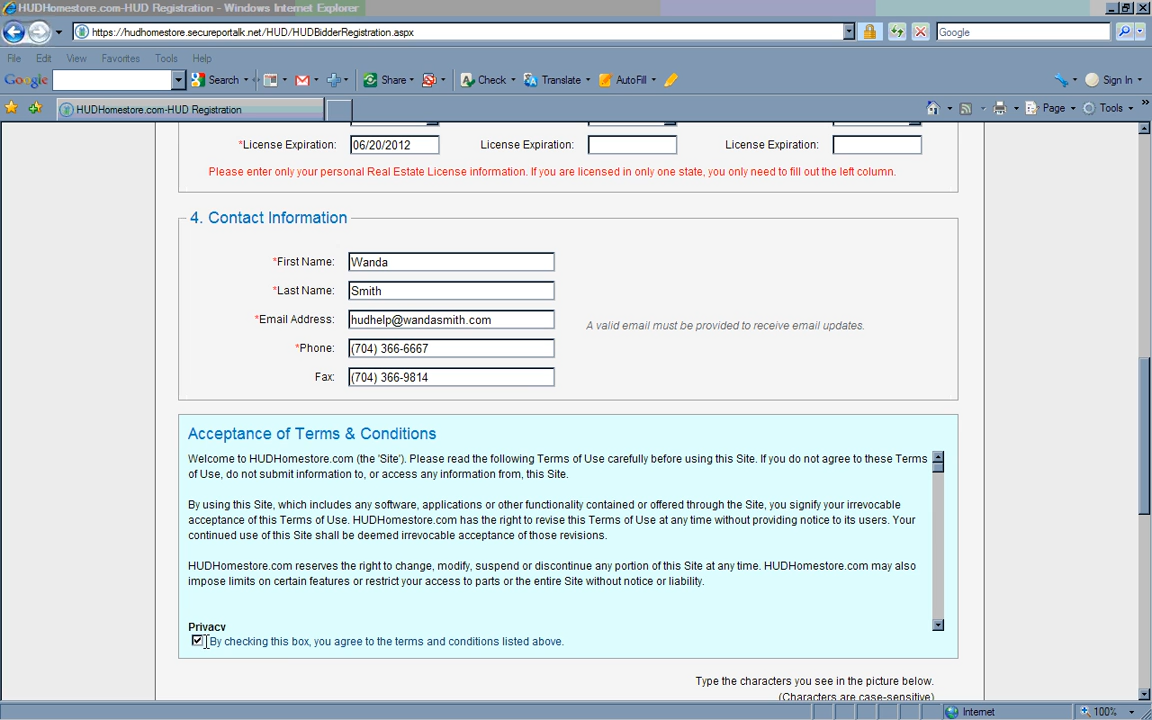 HUDHomestore.com-HUD Registration - Windows Internet Explorer
https://hudhomestore.secureportalk.net/HUD/HUDBidderRegistration.aspx
Google
File Edit View Favorites Tools Help
Google Search Share Check Translate AutoFill Sign In
HUDHomestore.com-HUD Registration
Page Tools
*License Expiration: 06/20/2012 License Expiration: License Expiration:
Please enter only your personal Real Estate License information. If you are licensed in only one state, you only need to fill out the left column.
4. Contact Information
*First Name: Wanda
*Last Name: Smith
*Email Address: hudhelp@wandasmith.com
A valid email must be provided to receive email updates.
*Phone: (704) 366-6667
Fax: (704) 366-9814
Acceptance of Terms & Conditions
Welcome to HUDHomestore.com (the 'Site'). Please read the following Terms of Use carefully before using this Site. If you do not agree to these Terms
of Use, do not submit information to, or access any information from, this Site.
By using this Site, which includes any software, applications or other functionality contained or offered through the Site, you signify your irrevocable
acceptance of this Terms of Use. HUDHomestore.com has the right to revise this Terms of Use at any time without providing notice to its users. Your
continued use of this Site shall be deemed irrevocable acceptance of those revisions.
HUDHomestore.com reserves the right to change, modify, suspend or discontinue any portion of this Site at any time. HUDHomestore.com may also
impose limits on certain features or restrict your access to parts or the entire Site without notice or liability.
Privacy
By checking this box, you agree to the terms and conditions listed above.
Type the characters you see in the picture below.
(Characters are case-sensitive)
Internet 100%